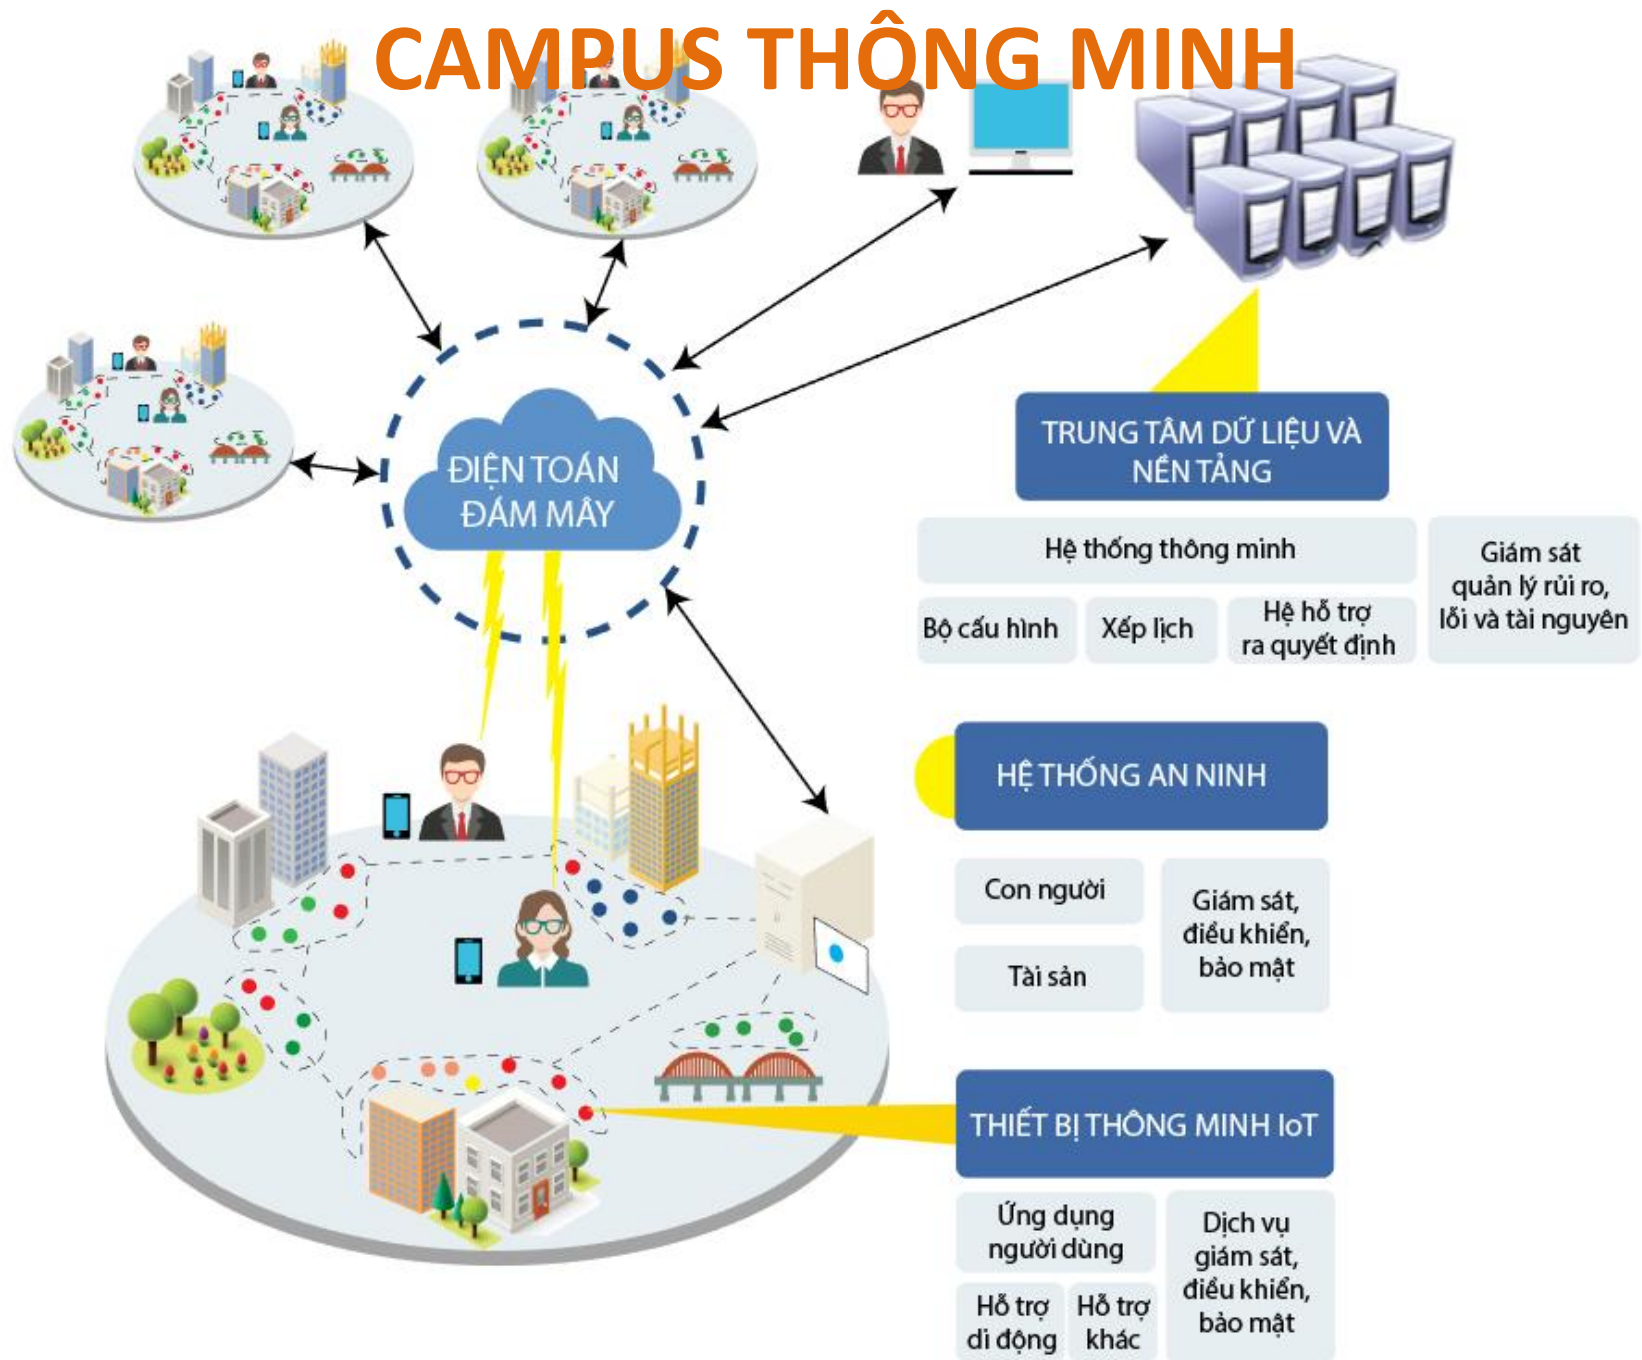 CAMPUS THÔNG MINH
ĐIỆN TOÁN
ĐÁM MÂY
TRUNG TÂM DỮ LIỆU VÀ
NỀN TẢNG
Hệ thống thông minh
Giám sát
quản lý rủi ro,
lỗi và tài nguyên
Bộ cấu hình
Xếp lịch
Hệ hỗ trợ
ra quyết định
HỆ THỐNG AN NINH
Con người
Tài sản
Giám sát,
điều khiển,
bảo mật
THIẾT BỊ THÔNG MINH IoT
Ứng dụng
người dùng
Hỗ trợ
di động
Hỗ trợ
khác
Dịch vụ
giám sát,
điều khiển,
bảo mật